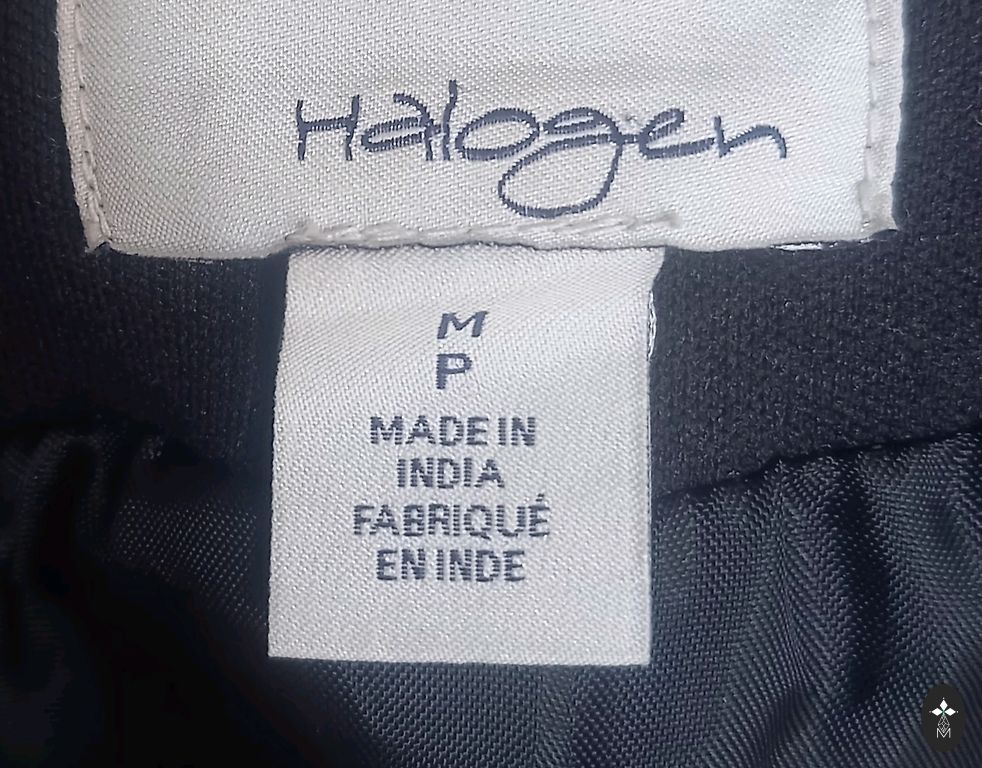 Halogen
M
P
MADE IN
INDIA
FABRIQUÉ
EN INDE
M